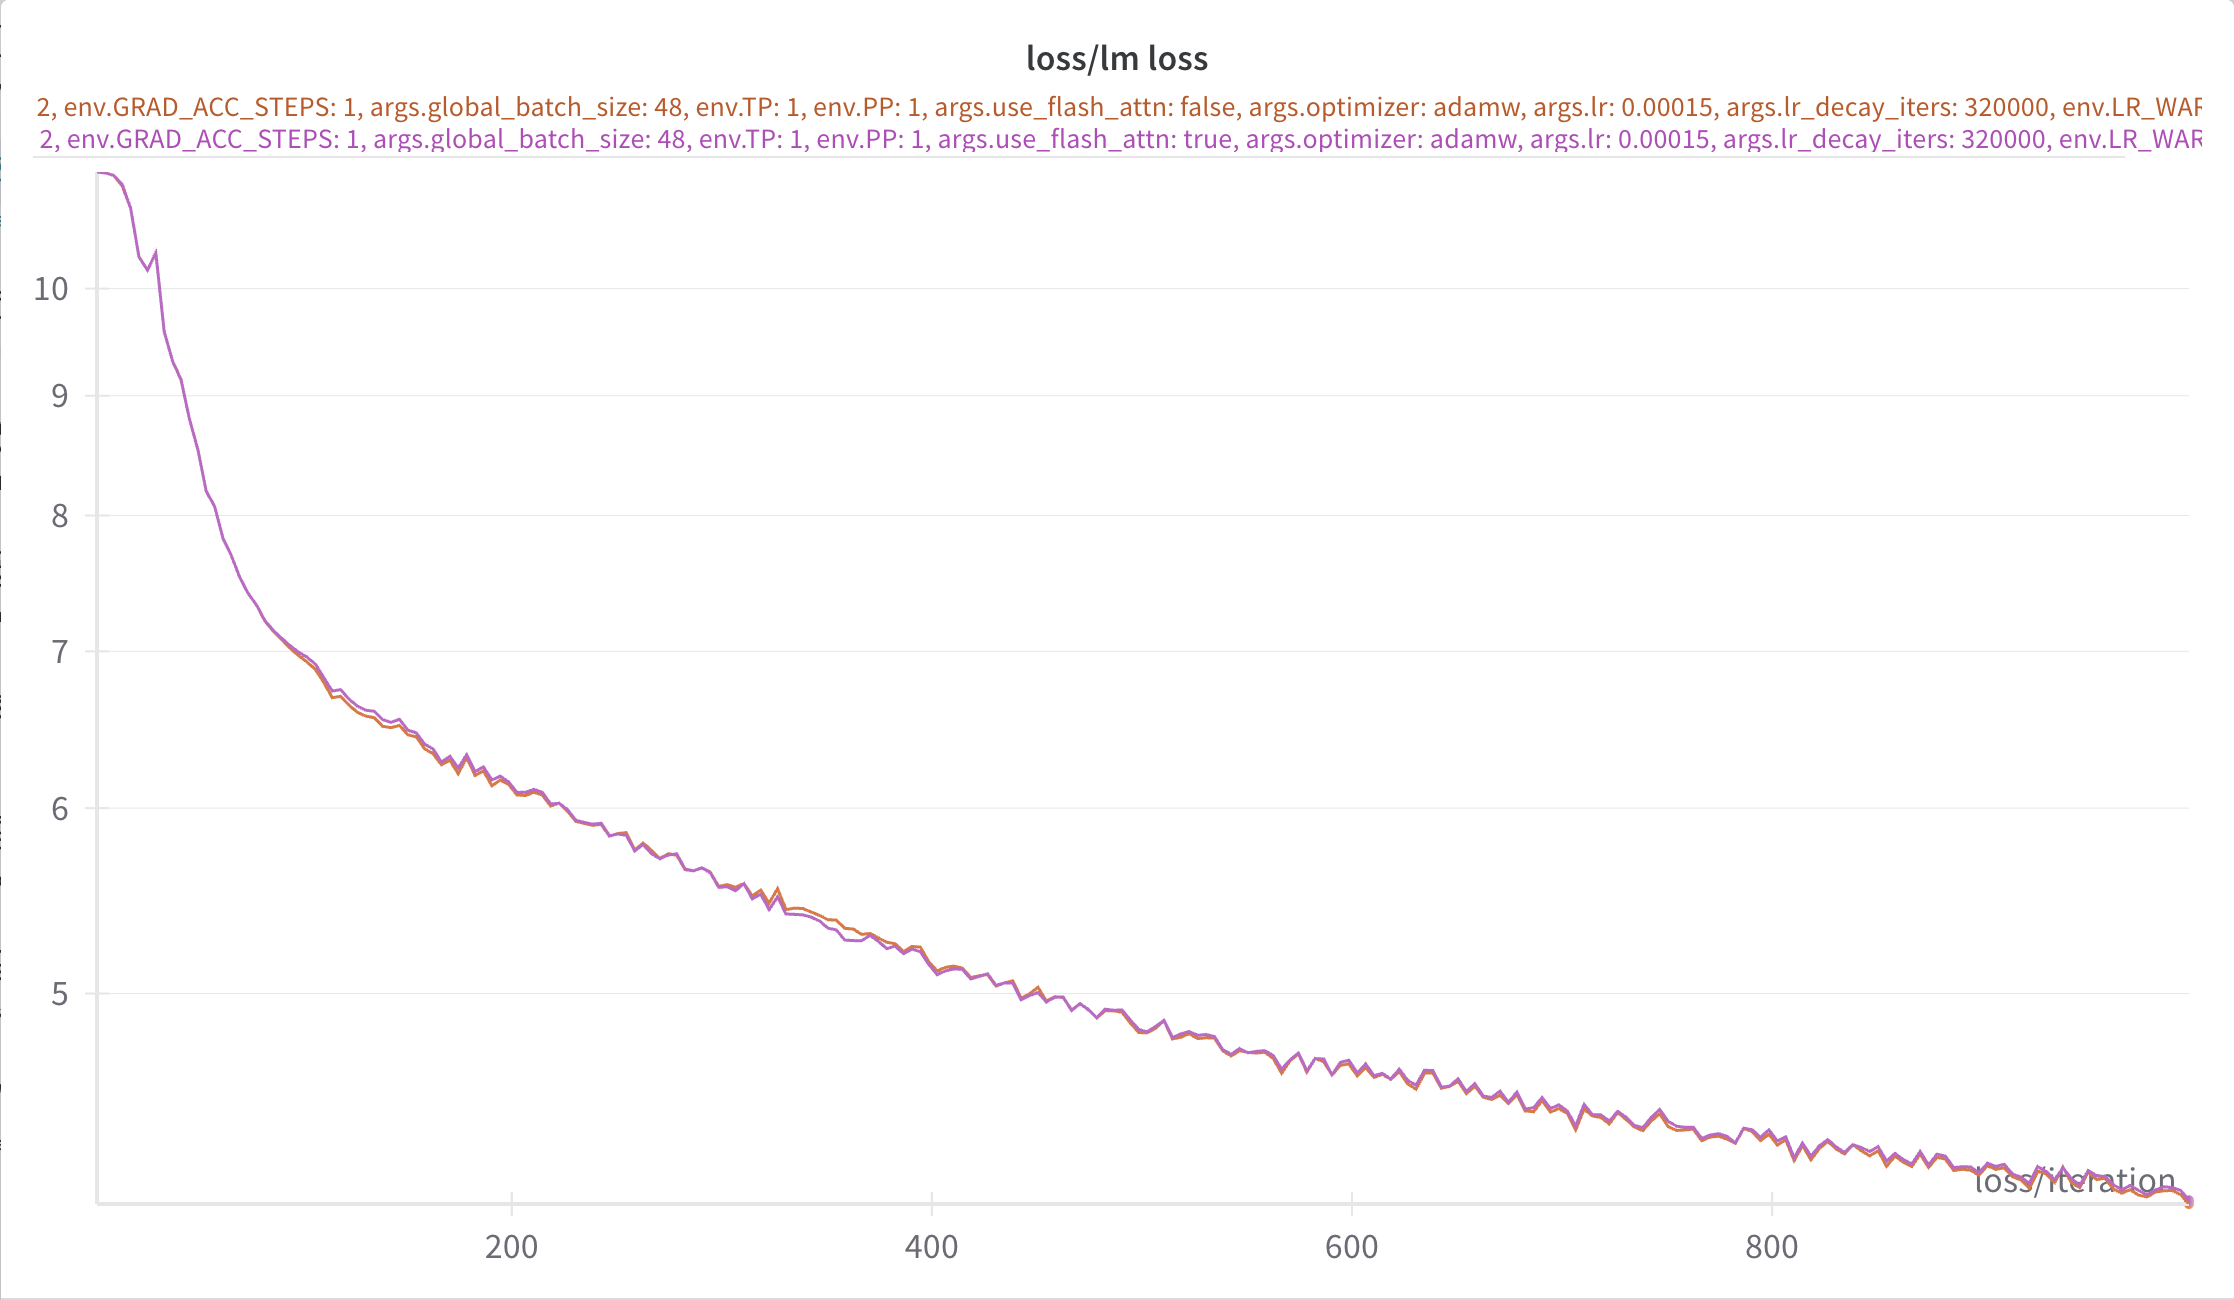 loss/lm loss
2, env.GRAD_ACC_STEPS: 1, args.global_batch_size: 48, env.TP: 1, env.PP: 1, args.use_flash_attn: false, args.optimizer: adamw, args.lr: 0.00015, args.lr_decay_iters: 320000, env.LR_WAR
2, env.GRAD_ACC_STEPS: 1, args.global_batch_size: 48, env.TP: 1, env.PP: 1, args.use_flash_attn: true, args.optimizer: adamw, args.lr: 0.00015, args.lr_decay_iters: 320000, env.LR_WAR
10
9
8
7
6
5
loss/iteration
200 400 600 800